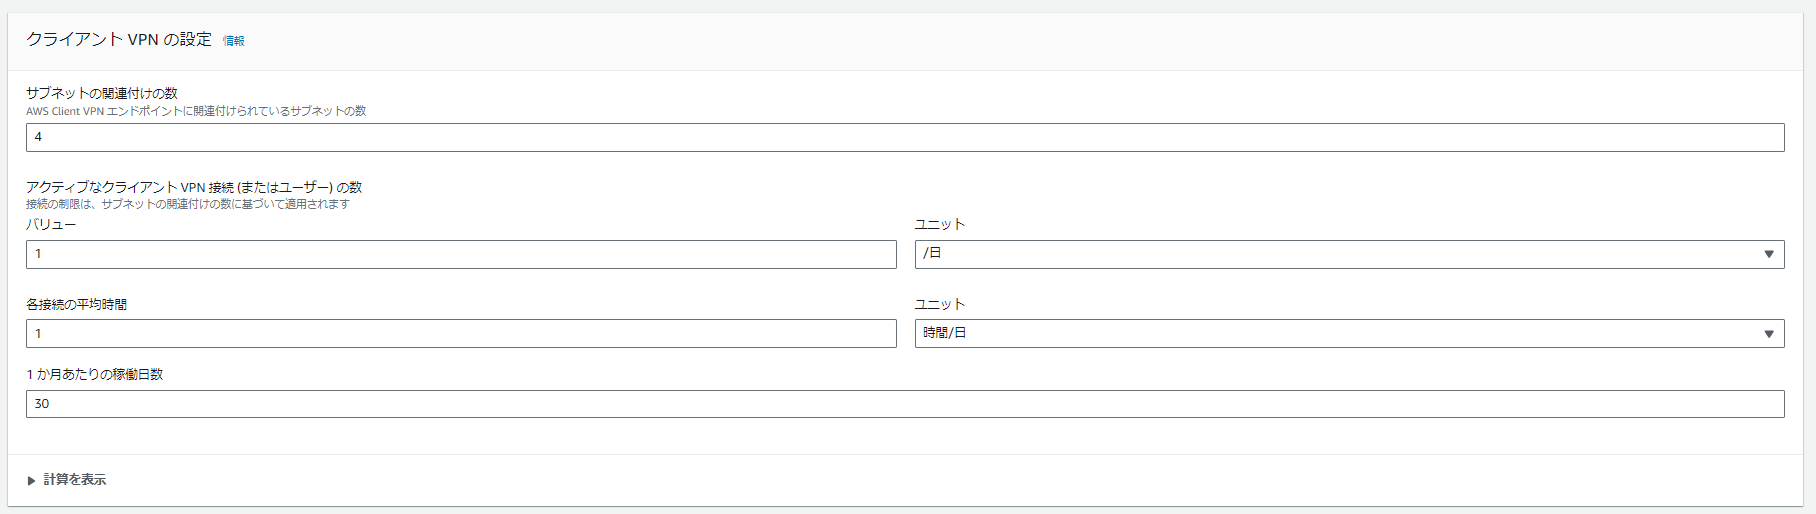 クライアント VPN の設定 情報
サブネットの関連付けの数
AWS Client VPN エンドポイントに関連付けられているサブネットの数
4
アクティブなクライアント VPN 接続 (またはユーザー) の数
接続の制限は、サブネットの関連付けの数に基づいて適用されます
バリュー ユニット
1 /日
各接続の平均時間 ユニット
1 時間/日
1 か月あたりの稼働日数
30
計算を表示